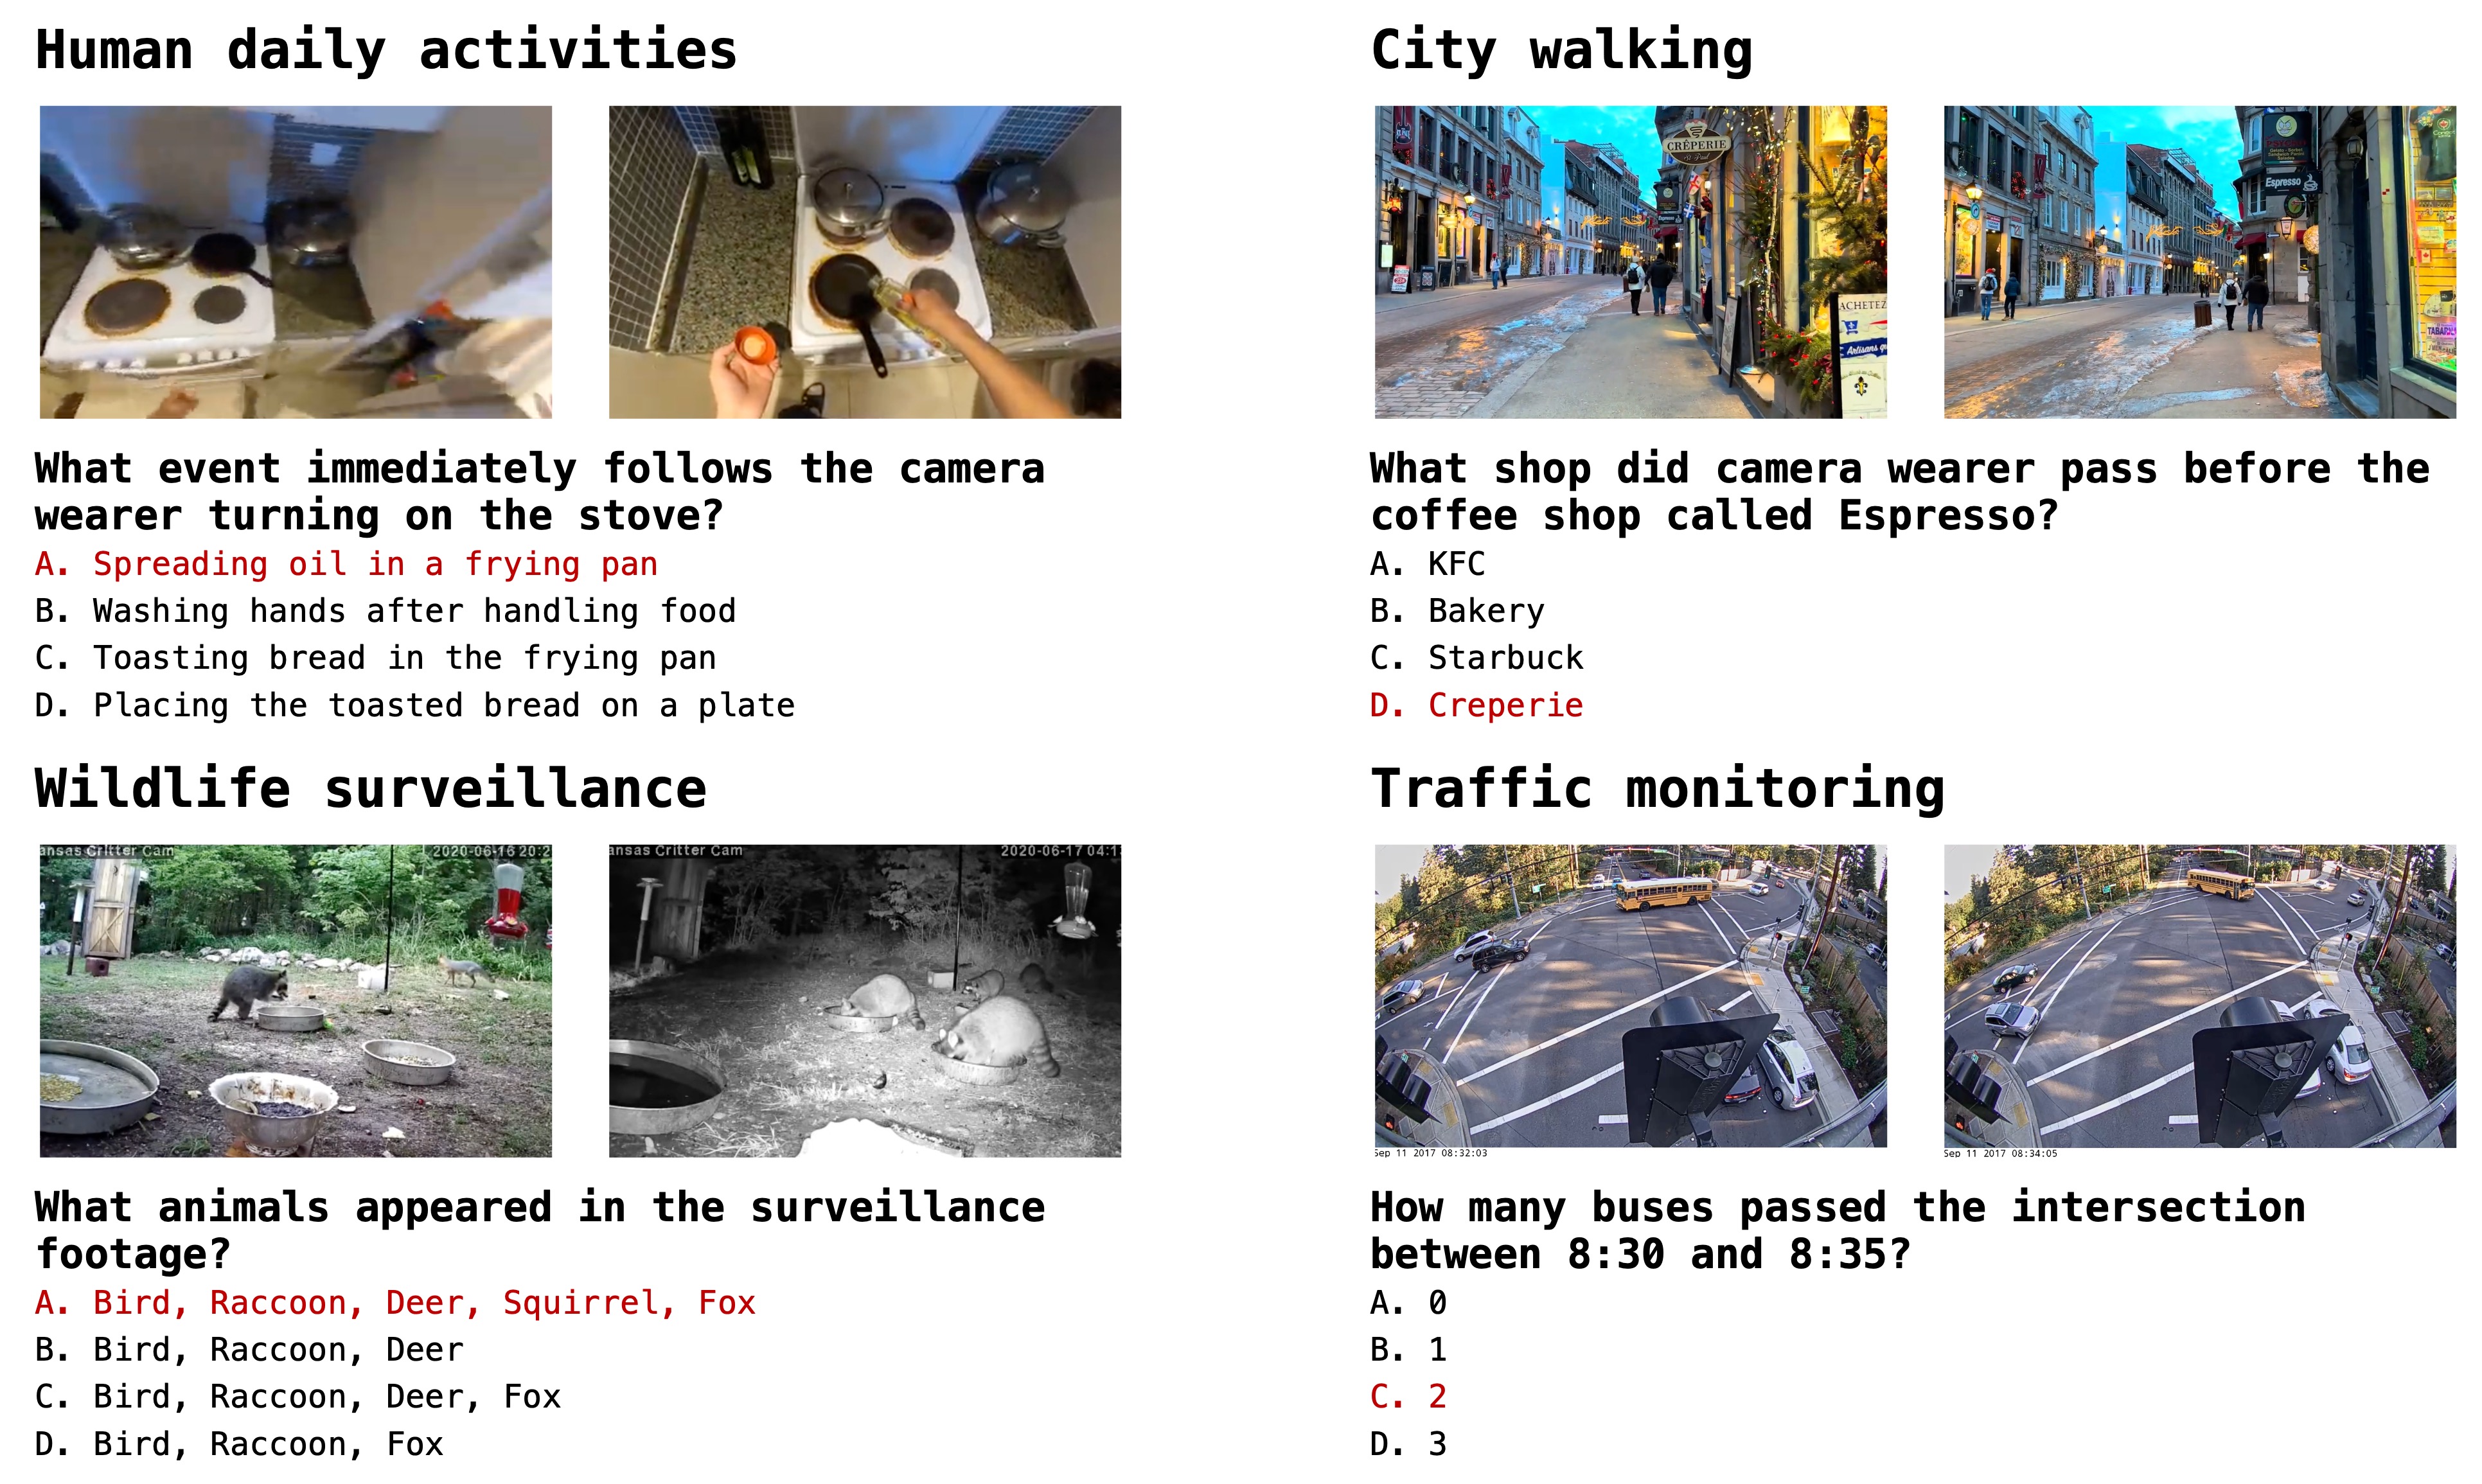 Human daily activities
What event immediately follows the camera
wearer turning on the stove?
A. Spreading oil in a frying pan
B. Washing hands after handling food
C. Toasting bread in the frying pan
D. Placing the toasted bread on a plate
City walking
CRÊPERIE
Espresso
ACHETEZ
Artisans
Espresso
What shop did camera wearer pass before the
coffee shop called Espresso?
A. KFC
B. Bakery
C. Starbuck
D. Creperie
Wildlife surveillance
ansas Critter Cam 2020-06-16 20:2
ansas Critter Cam 2020-06-17 04:1
What animals appeared in the surveillance
footage?
A. Bird, Raccoon, Deer, Squirrel, Fox
B. Bird, Raccoon, Deer
C. Bird, Raccoon, Deer, Fox
D. Bird, Raccoon, Fox
Traffic monitoring
Sep 11 2017 08:32:03
Sep 11 2017 08:34:05
How many buses passed the intersection
between 8:30 and 8:35?
A. 0
B. 1
C. 2
D. 3